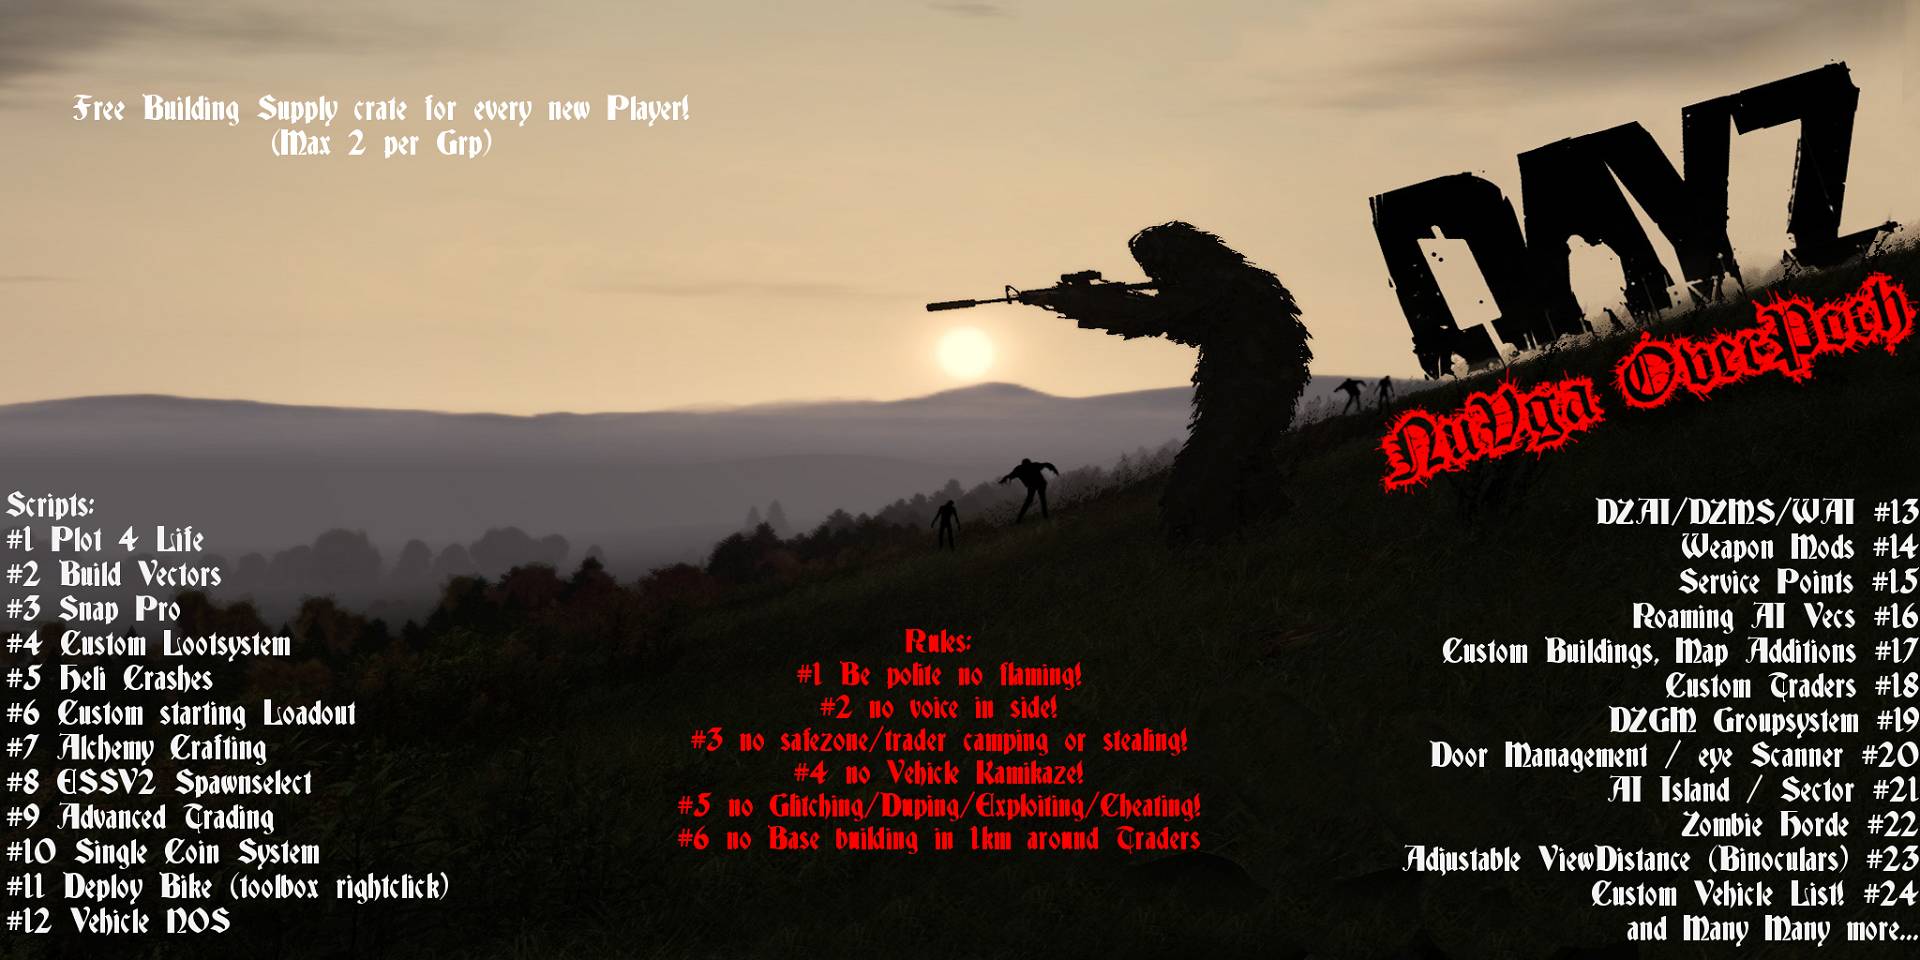 Free Building Supply crate for every new Player!
(Max 2 per Grp)
DAYZ
NuVga OverPoch
Scripts:
#1 Plot 4 Life
#2 Build Vectors
#3 Snap Pro
#4 Custom Lootsystem
#5 Heli Crashes
#6 Custom starting Loadout
#7 Alchemy Crafting
#8 ESSV2 Spawnselect
#9 Advanced Trading
#10 Single Coin System
#11 Deploy Bike (toolbox rightclick)
#12 Vehicle NOS
Rules:
#1 Be polite no flaming!
#2 no voice in side!
#3 no safezone/trader camping or stealing!
#4 no Vehicle Kamikaze!
#5 no Glitching/Duping/Exploiting/Cheating!
#6 no Base building in 1km around Traders
DZAI/DZMS/WAI #13
Weapon Mods #14
Service Points #15
Roaming AI Vecs #16
Custom Buildings, Map Additions #17
Custom Traders #18
DZGM Groupsystem #19
Door Management / eye Scanner #20
AI Island / Sector #21
Zombie Horde #22
Adjustable ViewDistance (Binoculars) #23
Custom Vehicle List! #24
and Many Many more...